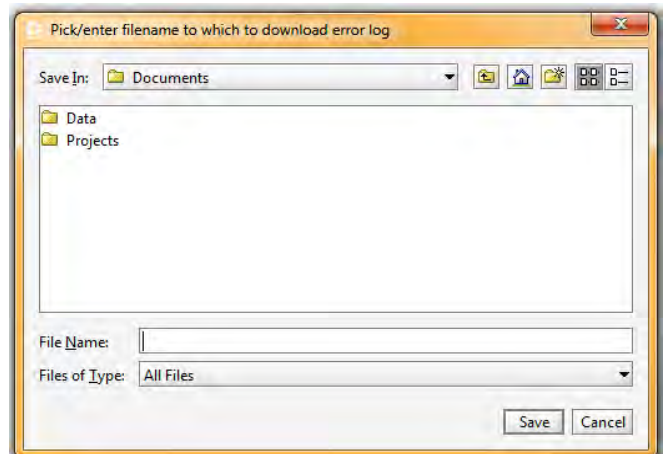 Pick/enter filename to which to download error log
Save In: Documents
Data
Projects
File Name:
Files of Type: All Files
Save Cancel